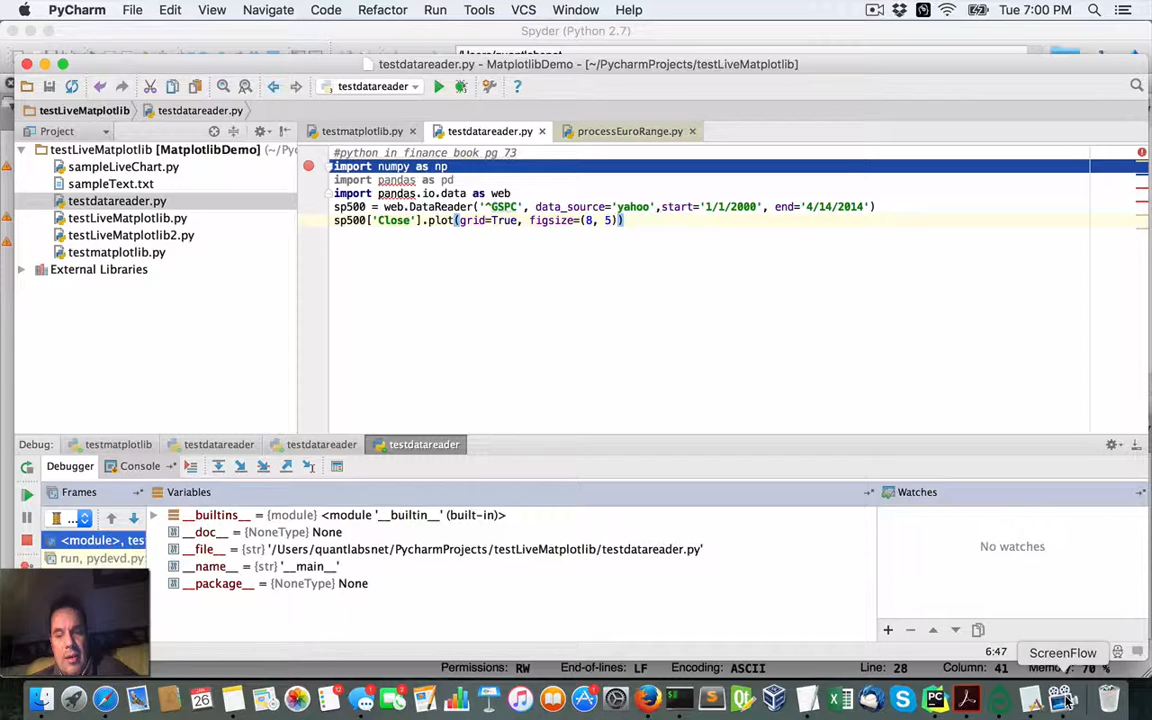 PyCharm File Edit View Navigate Code Refactor Run Tools VCS Window Help Tue 7:00 PM
Spyder (Python 2.7)
/Users/quantlabsnet
testdatareader.py - MatplotlibDemo - [~/PycharmProjects/testLiveMatplotlib]
testdatareader
testLiveMatplotlib testdatareader.py
Project testmatplotlib.py testdatareader.py processEuroRange.py
testLiveMatplotlib [MatplotlibDemo] (~/Py
sampleLiveChart.py
sampleText.txt
testdatareader.py
testLiveMatplotlib.py
testLiveMatplotlib2.py
testmatplotlib.py
External Libraries
#python in finance book pg 73
import numpy as np
import pandas as pd
import pandas.io.data as web
sp500 = web.DataReader('^GSPC', data_source='yahoo',start='1/1/2000', end='4/14/2014')
sp500['Close'].plot(grid=True, figsize=(8, 5))
Debug: testmatplotlib testdatareader testdatareader testdatareader
Debugger Console
Frames Variables Watches
<module>, tes
run, pydevd.py
__builtins__ = {module} <module '__builtin__' (built-in)>
__doc__ = {NoneType} None
__file__ = {str} '/Users/quantlabsnet/PycharmProjects/testLiveMatplotlib/testdatareader.py'
__name__ = {str} '__main__'
__package__ = {NoneType} None
No watches
6:47
ScreenFlow
Permissions: RW End-of-lines: LF Encoding: ASCII Line: 28 Column: 41 Memory: 70 %
26